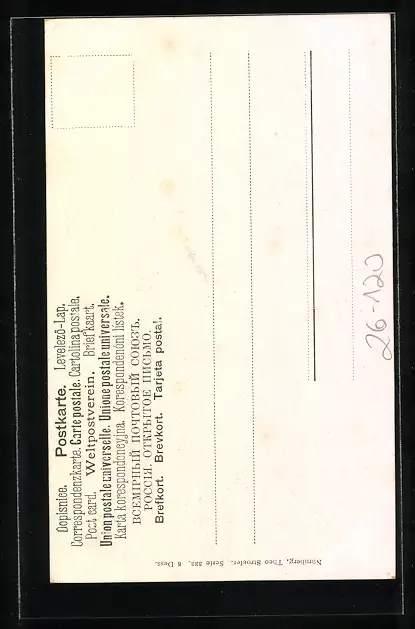 Dopisnice. Postkarte. Levelező-Lap.
Correspondenzkarta. Carte postale. Cartolina postale.
Post card. Weltpostverein. Briefkaart.
Union postale universelle. Unione postale universale.
Karta korespondencyjna. Korespondenční lístek.
ВСЕМІРНЫЙ ПОЧТОВЫЙ СОЮЗЪ.
РОССІЯ. ОТКРЫТОЕ ПИСЬМО.
Brefkort. Brevkort. Tarjeta postal.
Nürnberg, Theo Stroefer. Serie 333, 6 Dess.
26-120